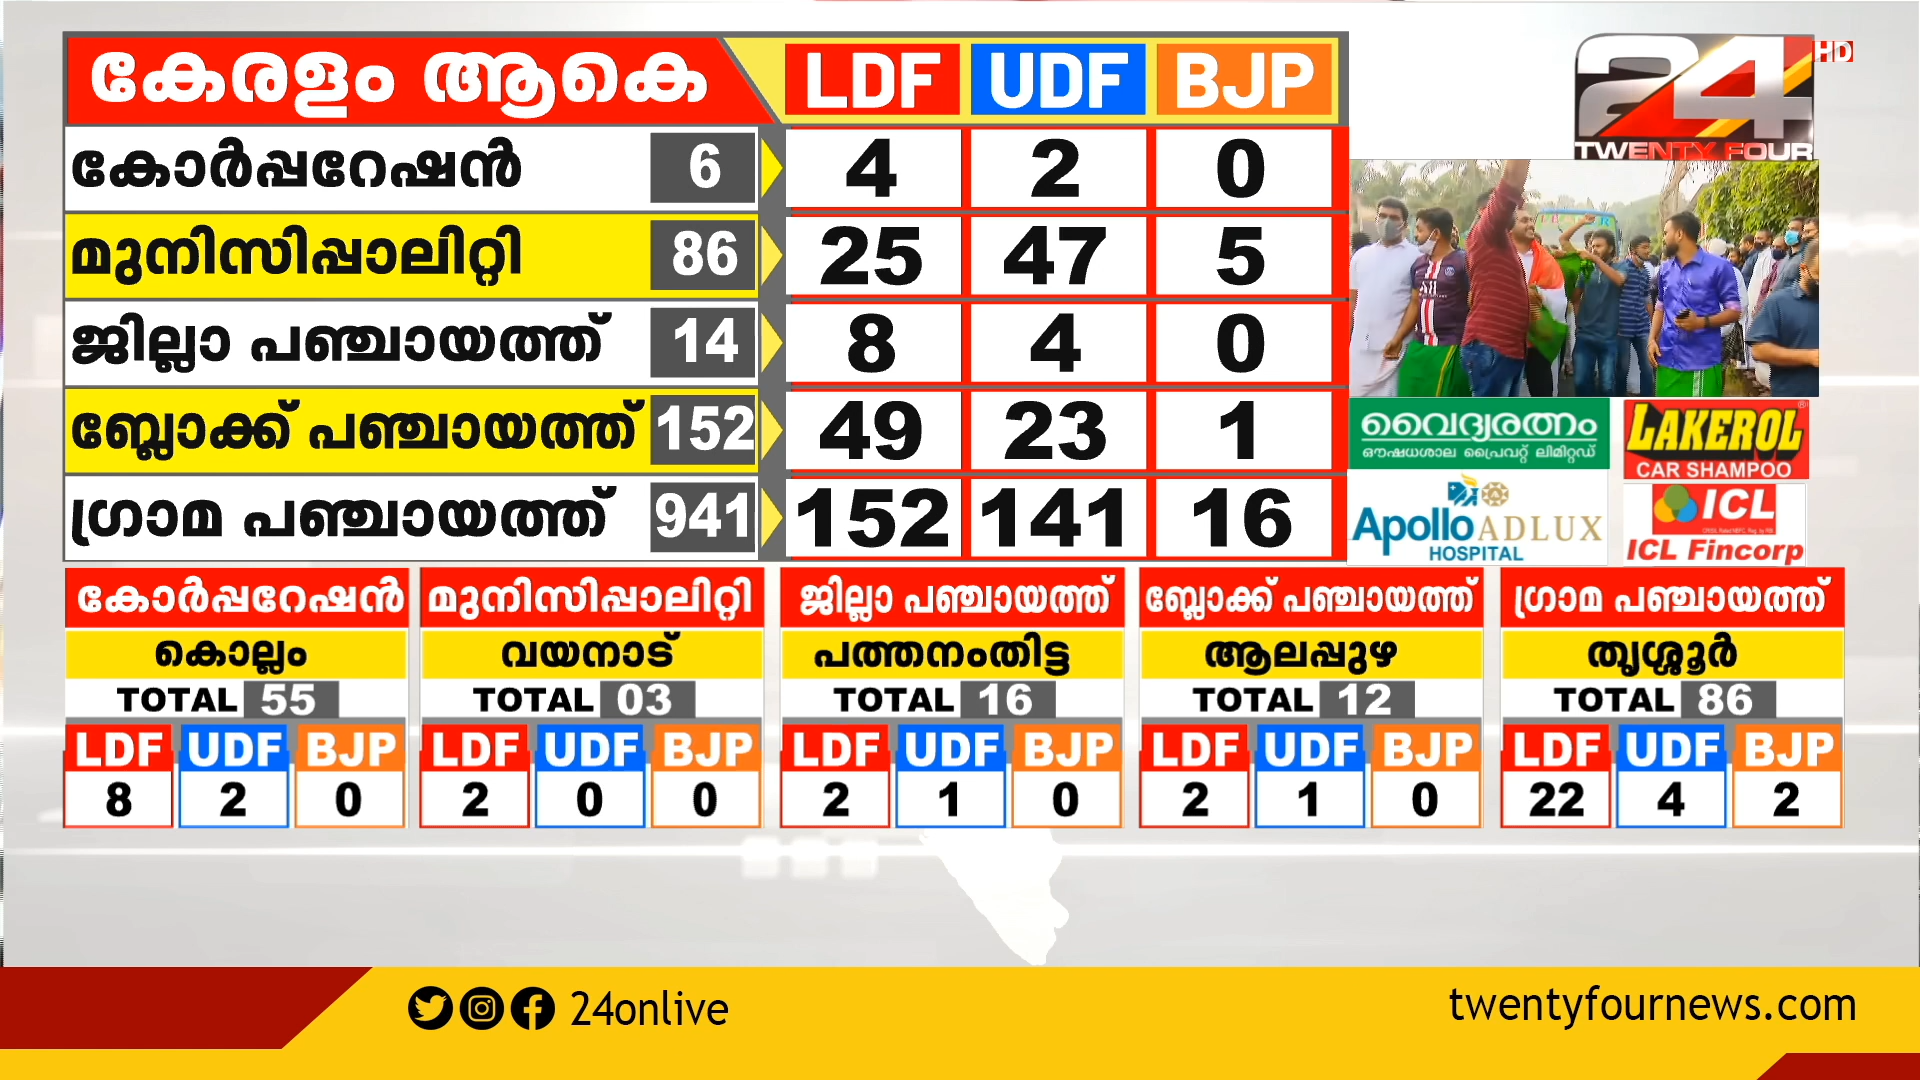 കേരളം ആകെ LDF UDF BJP
കോർപ്പറേഷൻ 6 4 2 0
മുനിസിപ്പാലിറ്റി 86 25 47 5
ജില്ലാ പഞ്ചായത്ത് 14 8 4 0
ബ്ലോക്ക് പഞ്ചായത്ത് 152 49 23 1
ഗ്രാമ പഞ്ചായത്ത് 941 152 141 16
24 HD
TWENTY FOUR
വൈദ്യരത്നം
ഔഷധശാല പ്രൈവറ്റ് ലിമിറ്റഡ്
LAKEROL®
CAR SHAMPOO
Apollo ADLUX
HOSPITAL
ICL
ICL Fincorp
കോർപ്പറേഷൻ മുനിസിപ്പാലിറ്റി ജില്ലാ പഞ്ചായത്ത് ബ്ലോക്ക് പഞ്ചായത്ത് ഗ്രാമ പഞ്ചായത്ത്
കൊല്ലം വയനാട് പത്തനംതിട്ട ആലപ്പുഴ തൃശ്ശൂർ
TOTAL 55 TOTAL 03 TOTAL 16 TOTAL 12 TOTAL 86
LDF UDF BJP LDF UDF BJP LDF UDF BJP LDF UDF BJP LDF UDF BJP
8 2 0 2 0 0 2 1 0 2 1 0 22 4 2
24onlive
twentyfournews.com